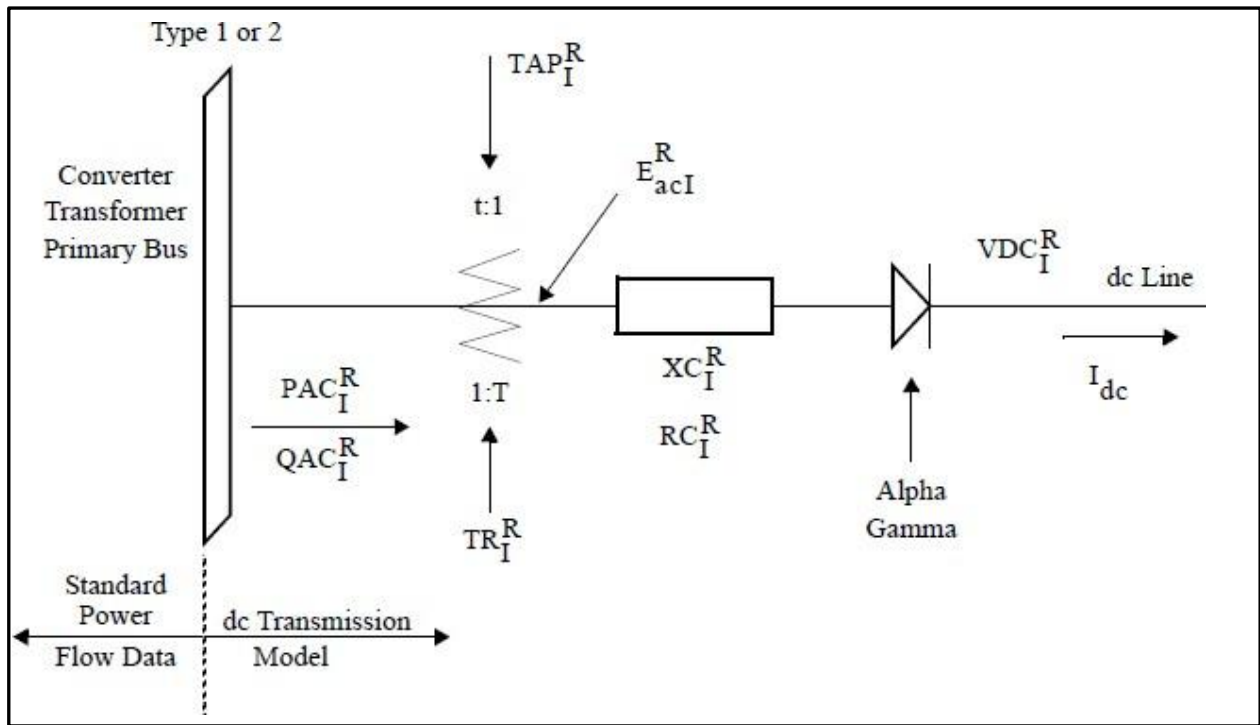 Type 1 or 2
TAP^R_I
Converter
Transformer
Primary Bus
E^R_acI
t:1
VDC^R_I
dc Line
I_dc
XC^R_I
RC^R_I
1:T
PAC^R_I
QAC^R_I
TR^R_I
Alpha
Gamma
Standard
Power
Flow Data
dc Transmission
Model